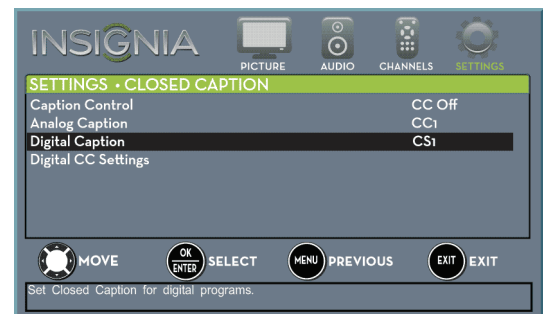 INSIGNIA
PICTURE AUDIO CHANNELS SETTINGS
SETTINGS • CLOSED CAPTION
Caption Control CC Off
Analog Caption CC1
Digital Caption CS1
Digital CC Settings
MOVE OK ENTER SELECT MENU PREVIOUS EXIT EXIT
Set Closed Caption for digital programs.